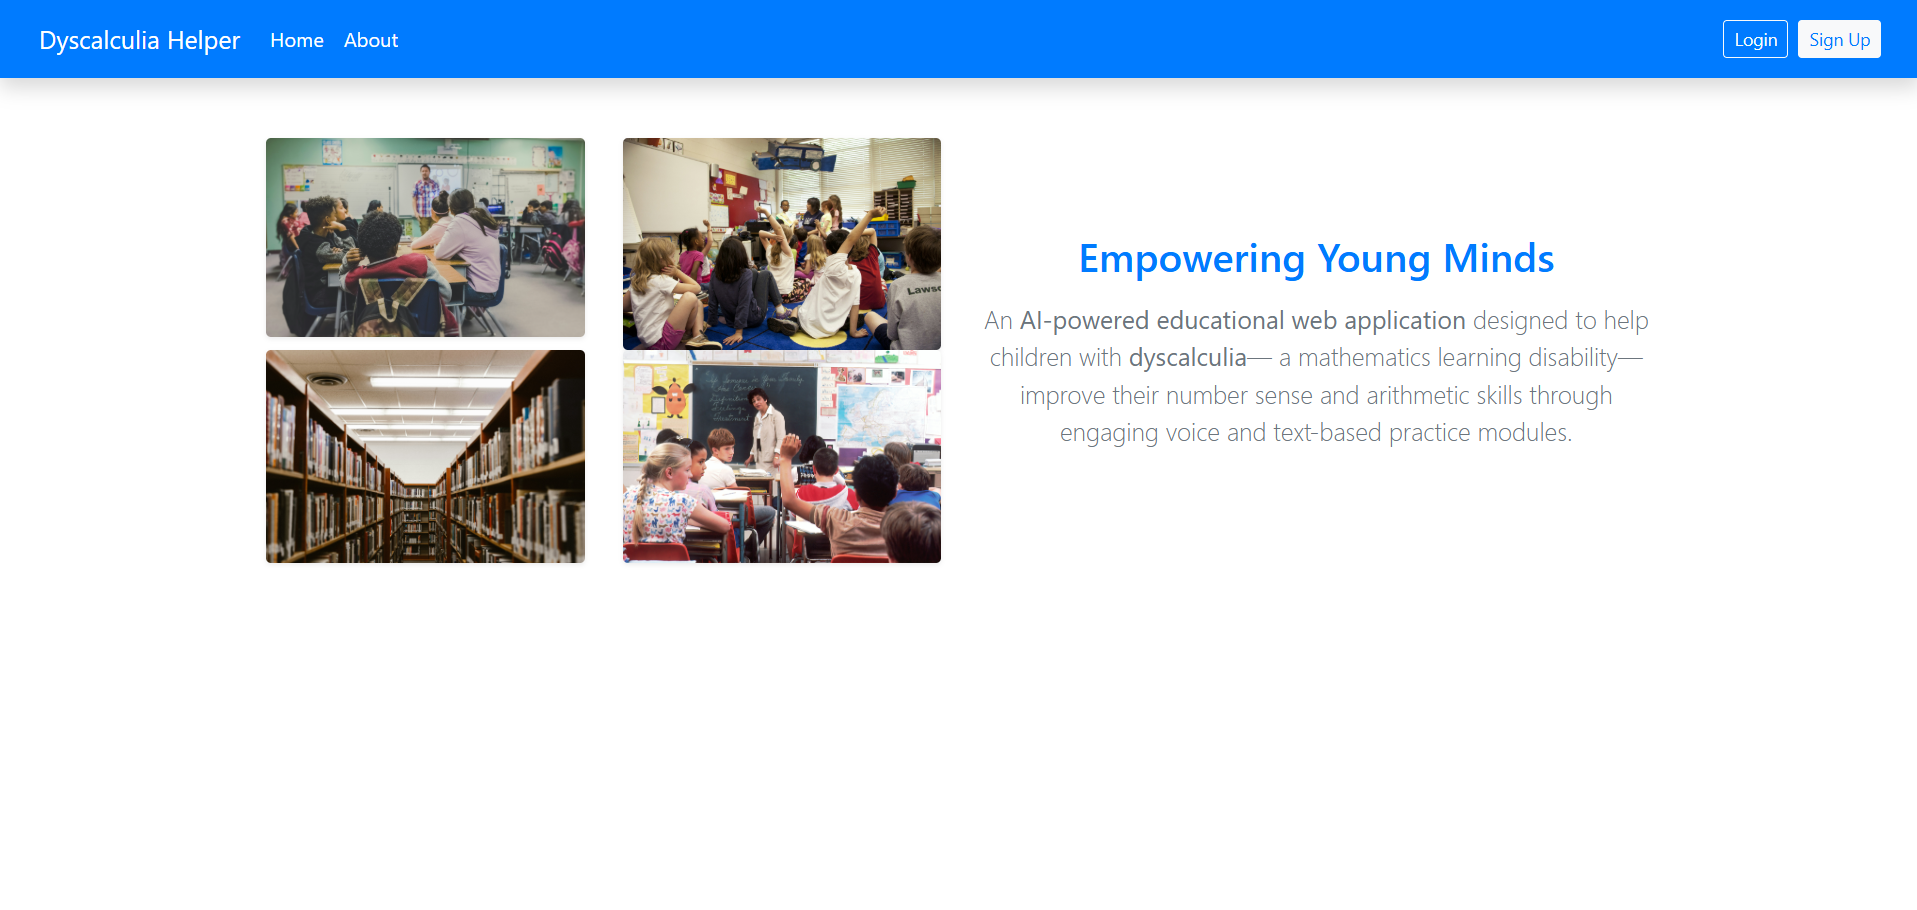 Dyscalculia Helper Home About Login Sign Up
Lawso
Empowering Young Minds
An AI-powered educational web application designed to help
children with dyscalculia— a mathematics learning disability—
improve their number sense and arithmetic skills through
engaging voice and text-based practice modules.